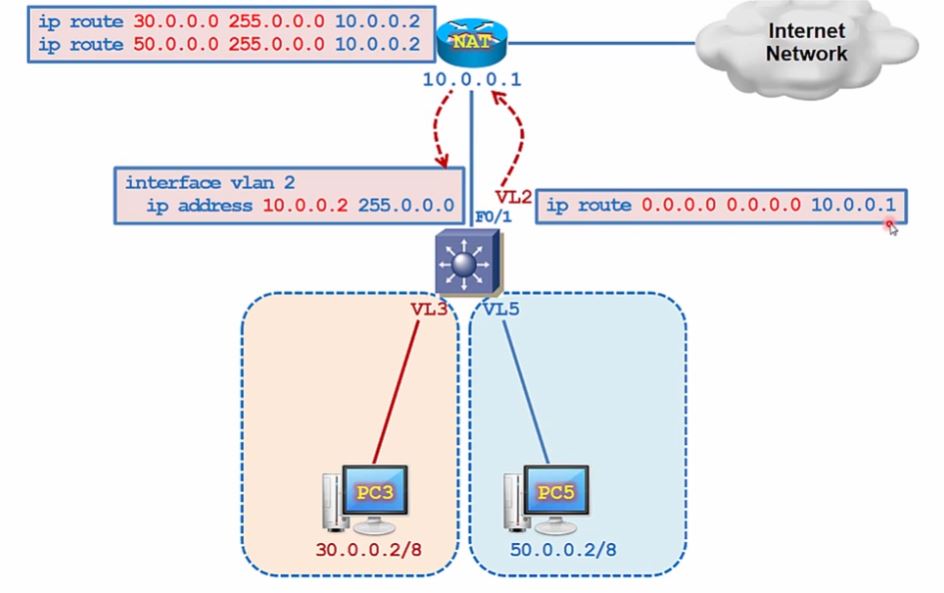 ip route 30.0.0.0 255.0.0.0 10.0.0.2
ip route 50.0.0.0 255.0.0.0 10.0.0.2
NAT
Internet
Network
10.0.0.1
interface vlan 2
ip address 10.0.0.2 255.0.0.0
VL2
F0/1
ip route 0.0.0.0 0.0.0.0 10.0.0.1
VL3
VL5
PC3
PC5
30.0.0.2/8
50.0.0.2/8